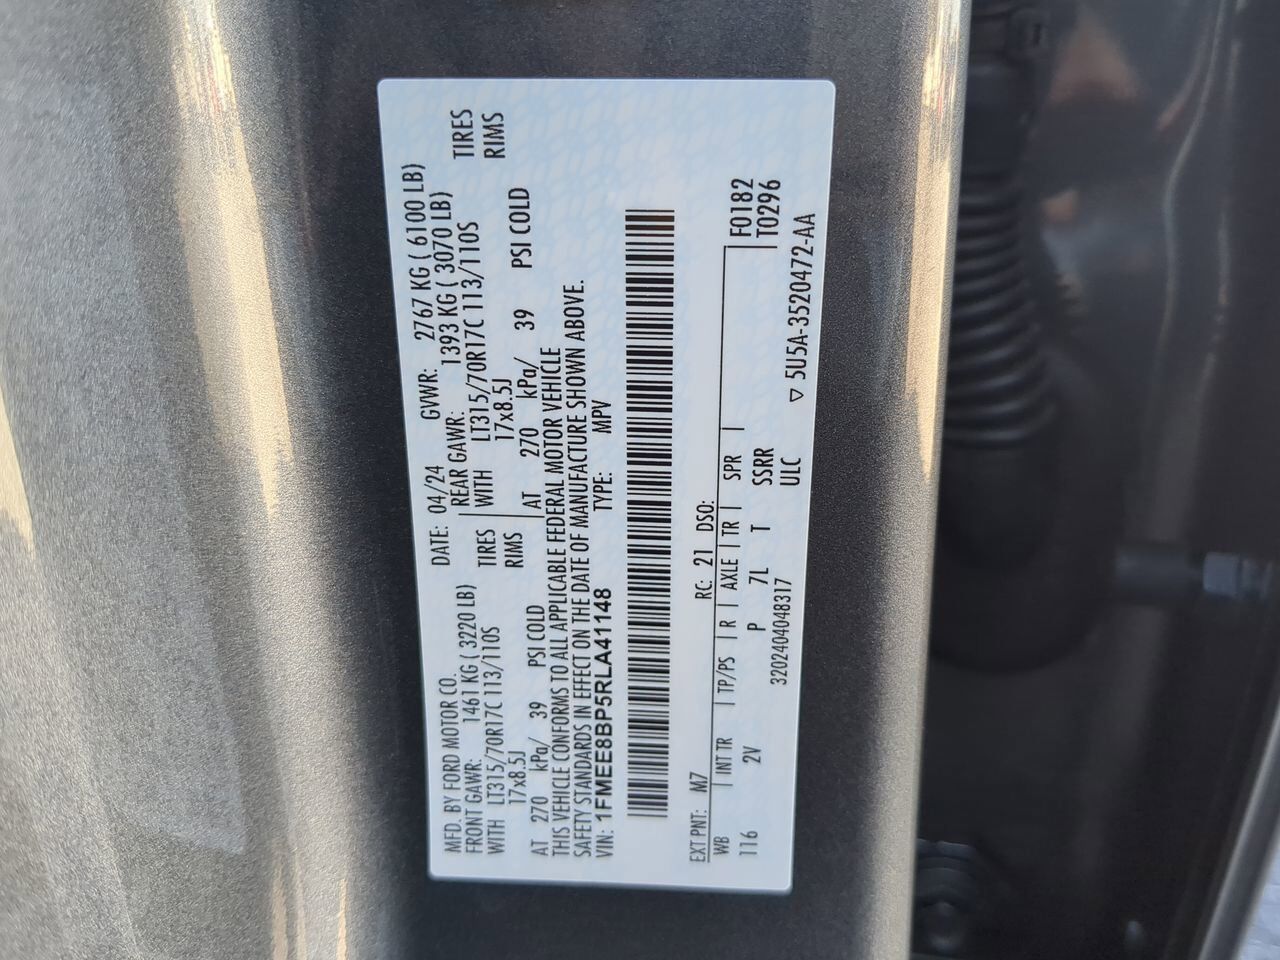 MFD. BY FORD MOTOR CO. DATE: 04/24 GVWR: 2767 KG ( 6100 LB)
FRONT GAWR: 1461 KG ( 3220 LB) REAR GAWR: 1393 KG ( 3070 LB)
WITH LT315/70R17C 113/110S TIRES WITH LT315/70R17C 113/110S TIRES
17x8.5J RIMS 17x8.5J RIMS
AT 270 kPa/ 39 PSI COLD AT 270 kPa/ 39 PSI COLD
THIS VEHICLE CONFORMS TO ALL APPLICABLE FEDERAL MOTOR VEHICLE
SAFETY STANDARDS IN EFFECT ON THE DATE OF MANUFACTURE SHOWN ABOVE.
VIN: 1FMEE8BP5RLA41148 TYPE: MPV
EXT PNT: M7 RC: 21 DSO:
WB INT TR TP/PS R AXLE TR SPR F0182
116 2V P 7L T SSRR T0296
320240408317 ULC
▽ 5U5A-3520472-AA